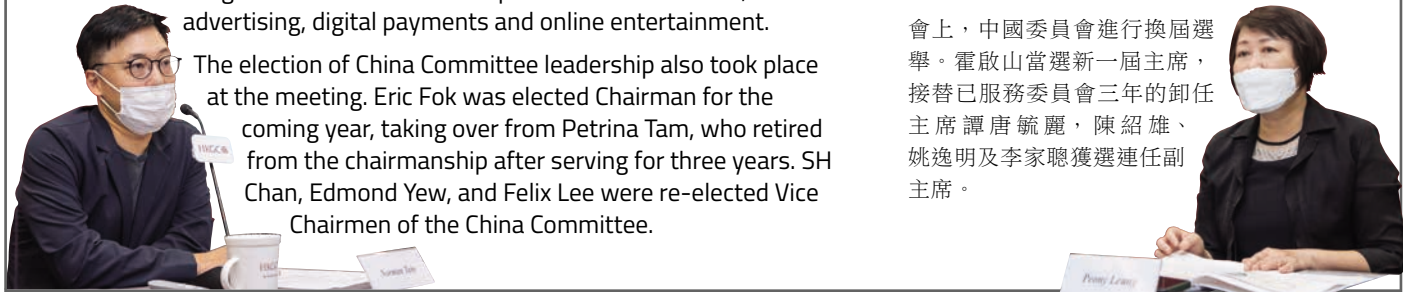 advertising, digital payments and online entertainment.
The election of China Committee leadership also took place
at the meeting. Eric Fok was elected Chairman for the
coming year, taking over from Petrina Tam, who retired
from the chairmanship after serving for three years. SH
Chan, Edmond Yew, and Felix Lee were re-elected Vice
Chairmen of the China Committee.
會上，中國委員會進行換屆選
舉。霍啟山當選新一屆主席，
接替已服務委員會三年的卸任
主席譚唐毓麗，陳紹雄、
姚逸明及李家聰獲選連任副
主席。
HKGCC
HKGCC
Peony Leung